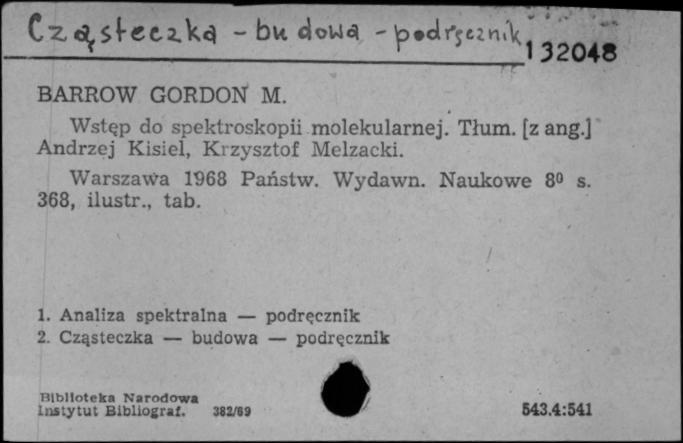 Cząsteczka - budowa - podręcznik
132048
BARROW GORDON M.
Wstęp do spektroskopii molekularnej. Tłum. [z ang.]
Andrzej Kisiel, Krzysztof Melzacki.
Warszawa 1968 Państw. Wydawn. Naukowe 8⁰ s.
368, ilustr., tab.
1. Analiza spektralna — podręcznik
2. Cząsteczka — budowa — podręcznik
Biblioteka Narodowa
Instytut Bibliograf. 382/69
543.4:541